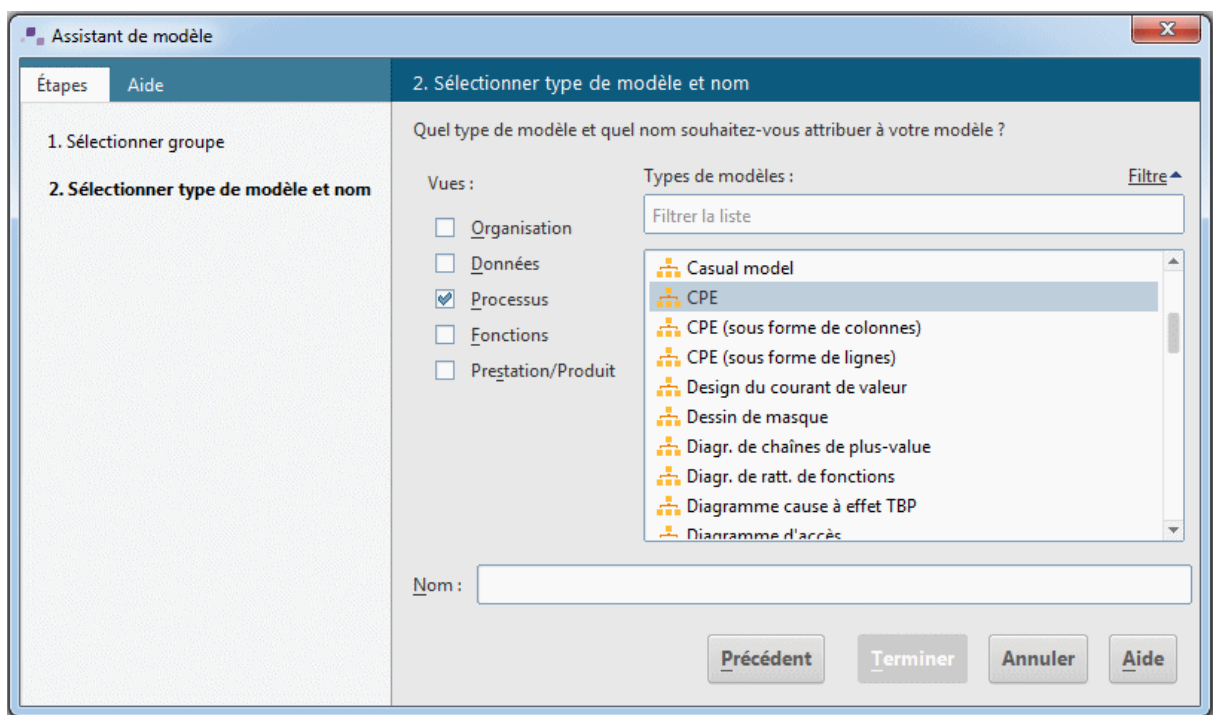 Assistant de modèle
Étapes
Aide
1. Sélectionner groupe
2. Sélectionner type de modèle et nom
2. Sélectionner type de modèle et nom
Quel type de modèle et quel nom souhaitez-vous attribuer à votre modèle ?
Vues :
Organisation
Données
Processus
Fonctions
Prestation/Produit
Types de modèles :
Filtre
Filtrer la liste
Casual model
CPE
CPE (sous forme de colonnes)
CPE (sous forme de lignes)
Design du courant de valeur
Dessin de masque
Diagr. de chaînes de plus-value
Diagr. de ratt. de fonctions
Diagramme cause à effet TBP
Diagramme d'accès
Nom :
Précédent
Terminer
Annuler
Aide